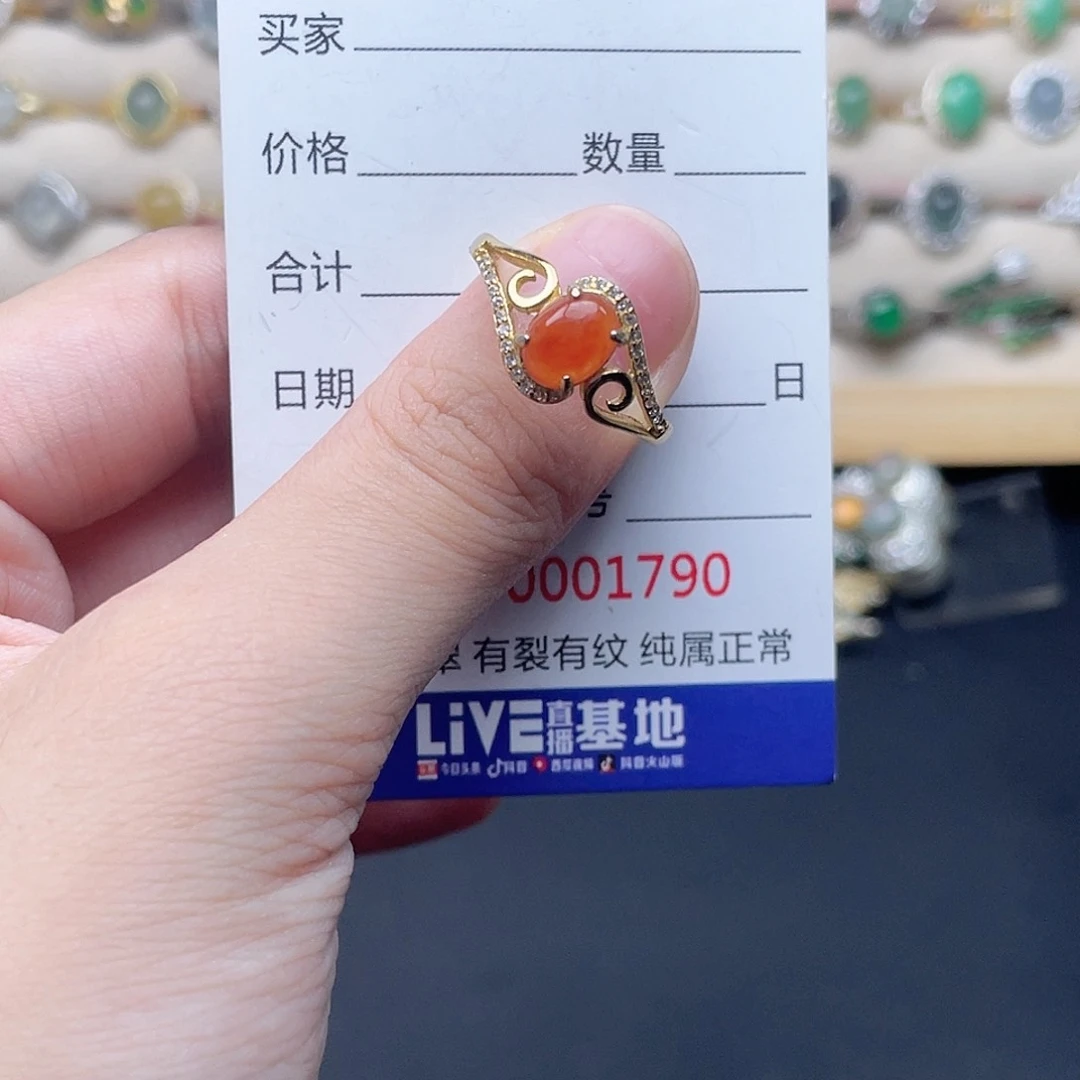 买家
价格 数量
合计
日期 日
号
0001790
翠 有裂有纹 纯属正常
LiVE直播基地
今日头条 抖音 西瓜视频 抖音火山版